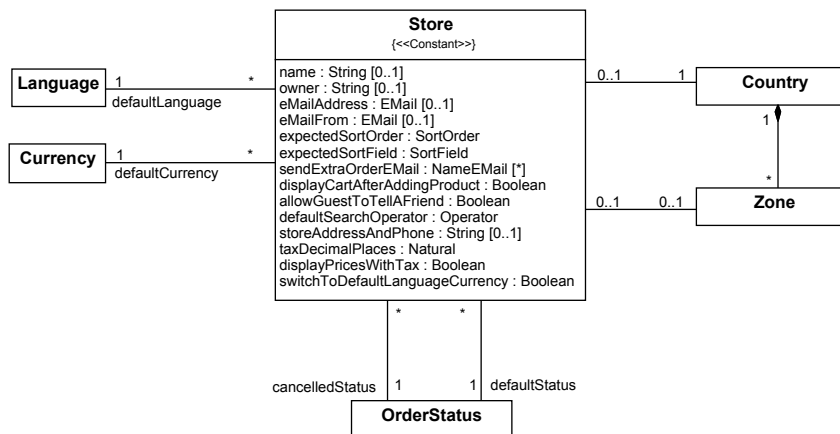 Store
{<<Constant>>}
name : String [0..1]
owner : String [0..1]
eMailAddress : EMail [0..1]
eMailFrom : EMail [0..1]
expectedSortOrder : SortOrder
expectedSortField : SortField
sendExtraOrderEMail : NameEMail [*]
displayCartAfterAddingProduct : Boolean
allowGuestToTellAFriend : Boolean
defaultSearchOperator : Operator
storeAddressAndPhone : String [0..1]
taxDecimalPlaces : Natural
displayPricesWithTax : Boolean
switchToDefaultLanguageCurrency : Boolean
Language
1
*
defaultLanguage
Currency
1
*
defaultCurrency
0..1
1
Country
1
*
0..1
0..1
Zone
*
*
cancelledStatus
1
1
defaultStatus
OrderStatus